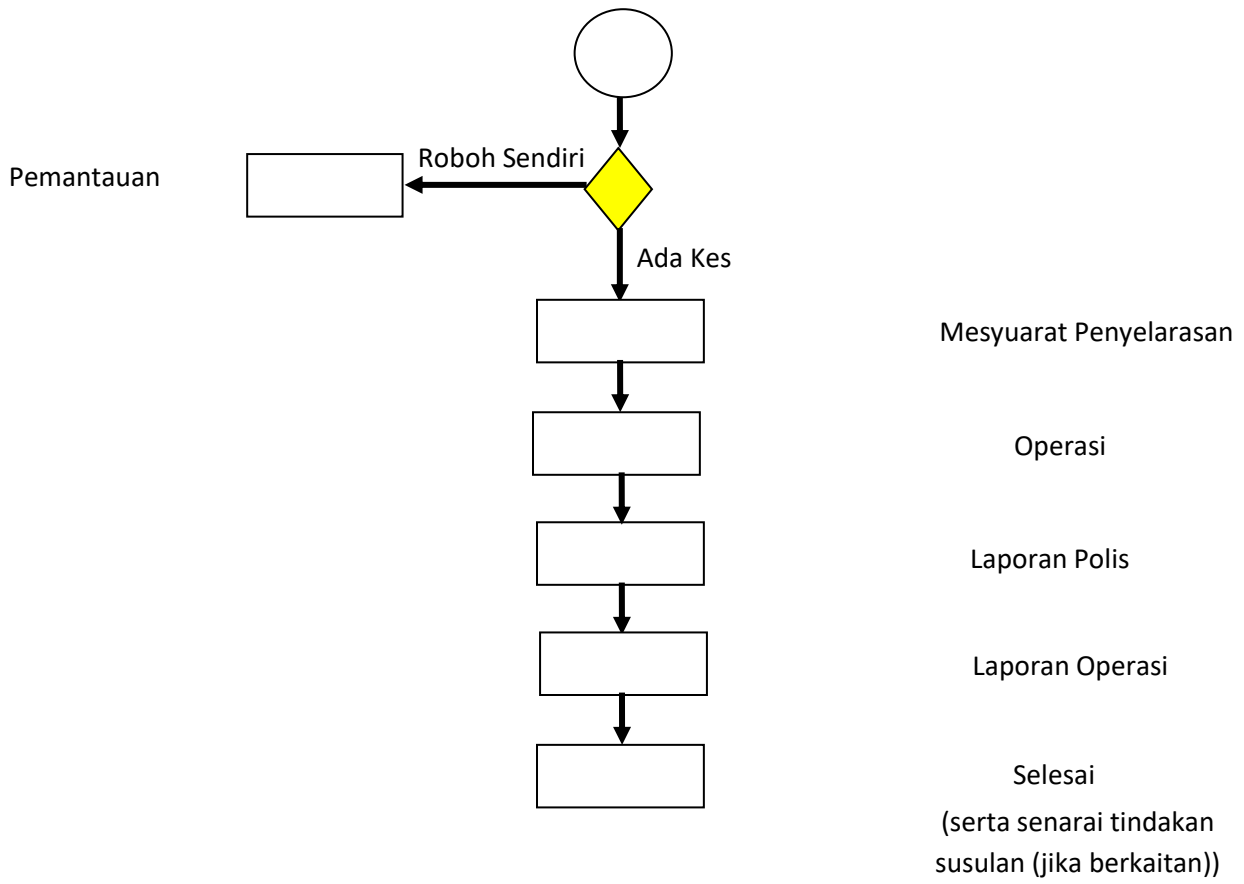 Roboh Sendiri
Pemantauan
Ada Kes
Mesyuarat Penyelarasan
Operasi
Laporan Polis
Laporan Operasi
Selesai
(serta senarai tindakan
susulan (jika berkaitan))